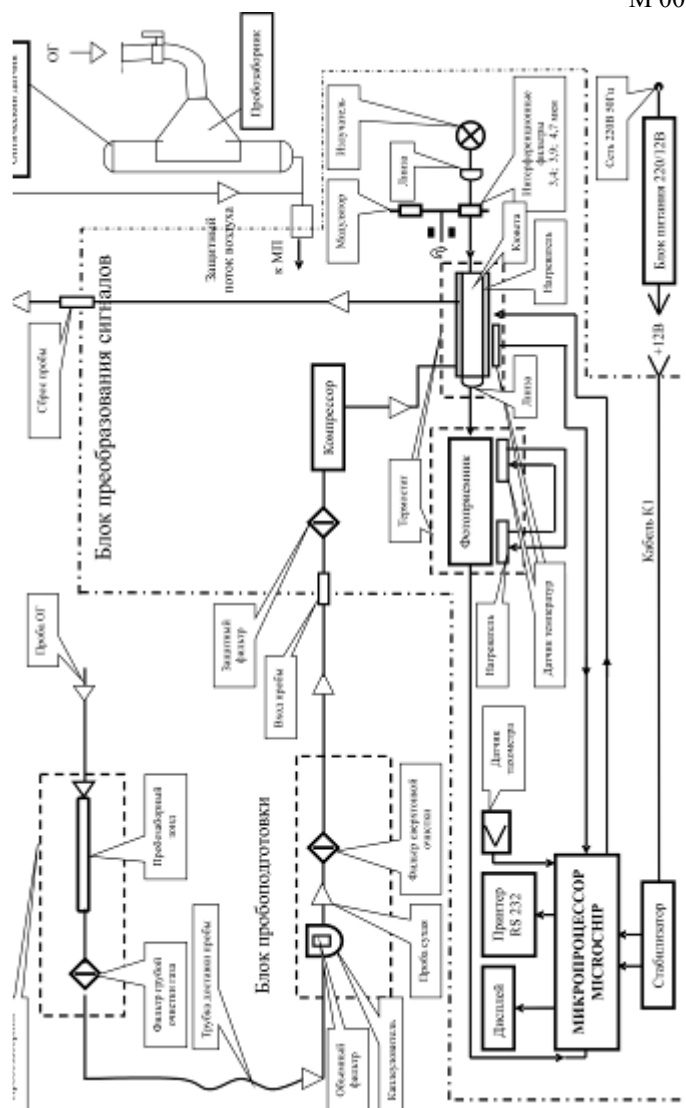 М 00
ОГ
Пробозаборник
Защитный
поток воздуха
к МП
Излучатель
Линза
Модулятор
Интерференционные
фильтры
3,4; 3,9; 4,7 мкм
Кювета
Нагреватель
Сеть 220В 50Гц
Блок питания 220/12В
+12В
Кабель К1
Сброс пробы
Блок преобразования сигналов
Компрессор
Термостат
Фотоприемник
Линза
Датчик температур
Нагреватель
Защитный
фильтр
Вход пробы
Проба ОГ
Пробозаборный
зонд
Фильтр грубой
очистки газа
Трубка доставки пробы
Блок пробоподготовки
Фильтр сверхтонкой
очистки
Проба сухая
Объемный
фильтр
Каплеуловитель
Датчик
тахометра
Принтер
RS 232
Дисплей
МИКРОПРОЦЕССОР
MICROCHIP
Стабилизатор